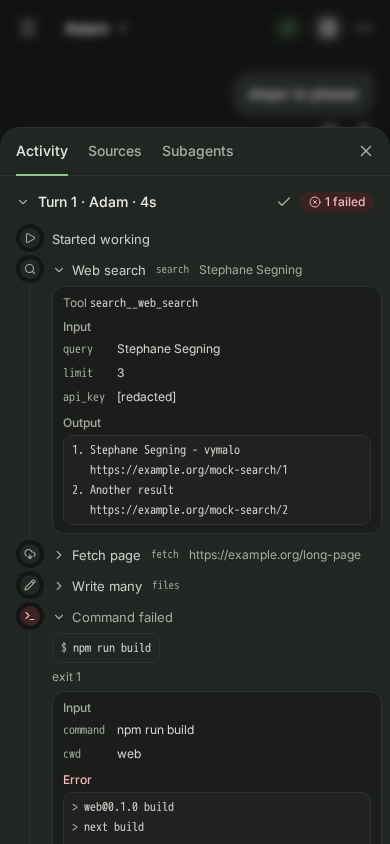 Adam
Activity Sources Subagents
Turn 1 · Adam · 4s 1 failed
Started working
Web search search Stephane Segning
Tool search__web_search
Input
query Stephane Segning
limit 3
api_key [redacted]
Output
1. Stephane Segning - vymalo
https://example.org/mock-search/1
2. Another result
https://example.org/mock-search/2
Fetch page fetch https://example.org/long-page
Write many files
Command failed
$ npm run build
exit 1
Input
command npm run build
cwd web
Error
> web@0.1.0 build
> next build